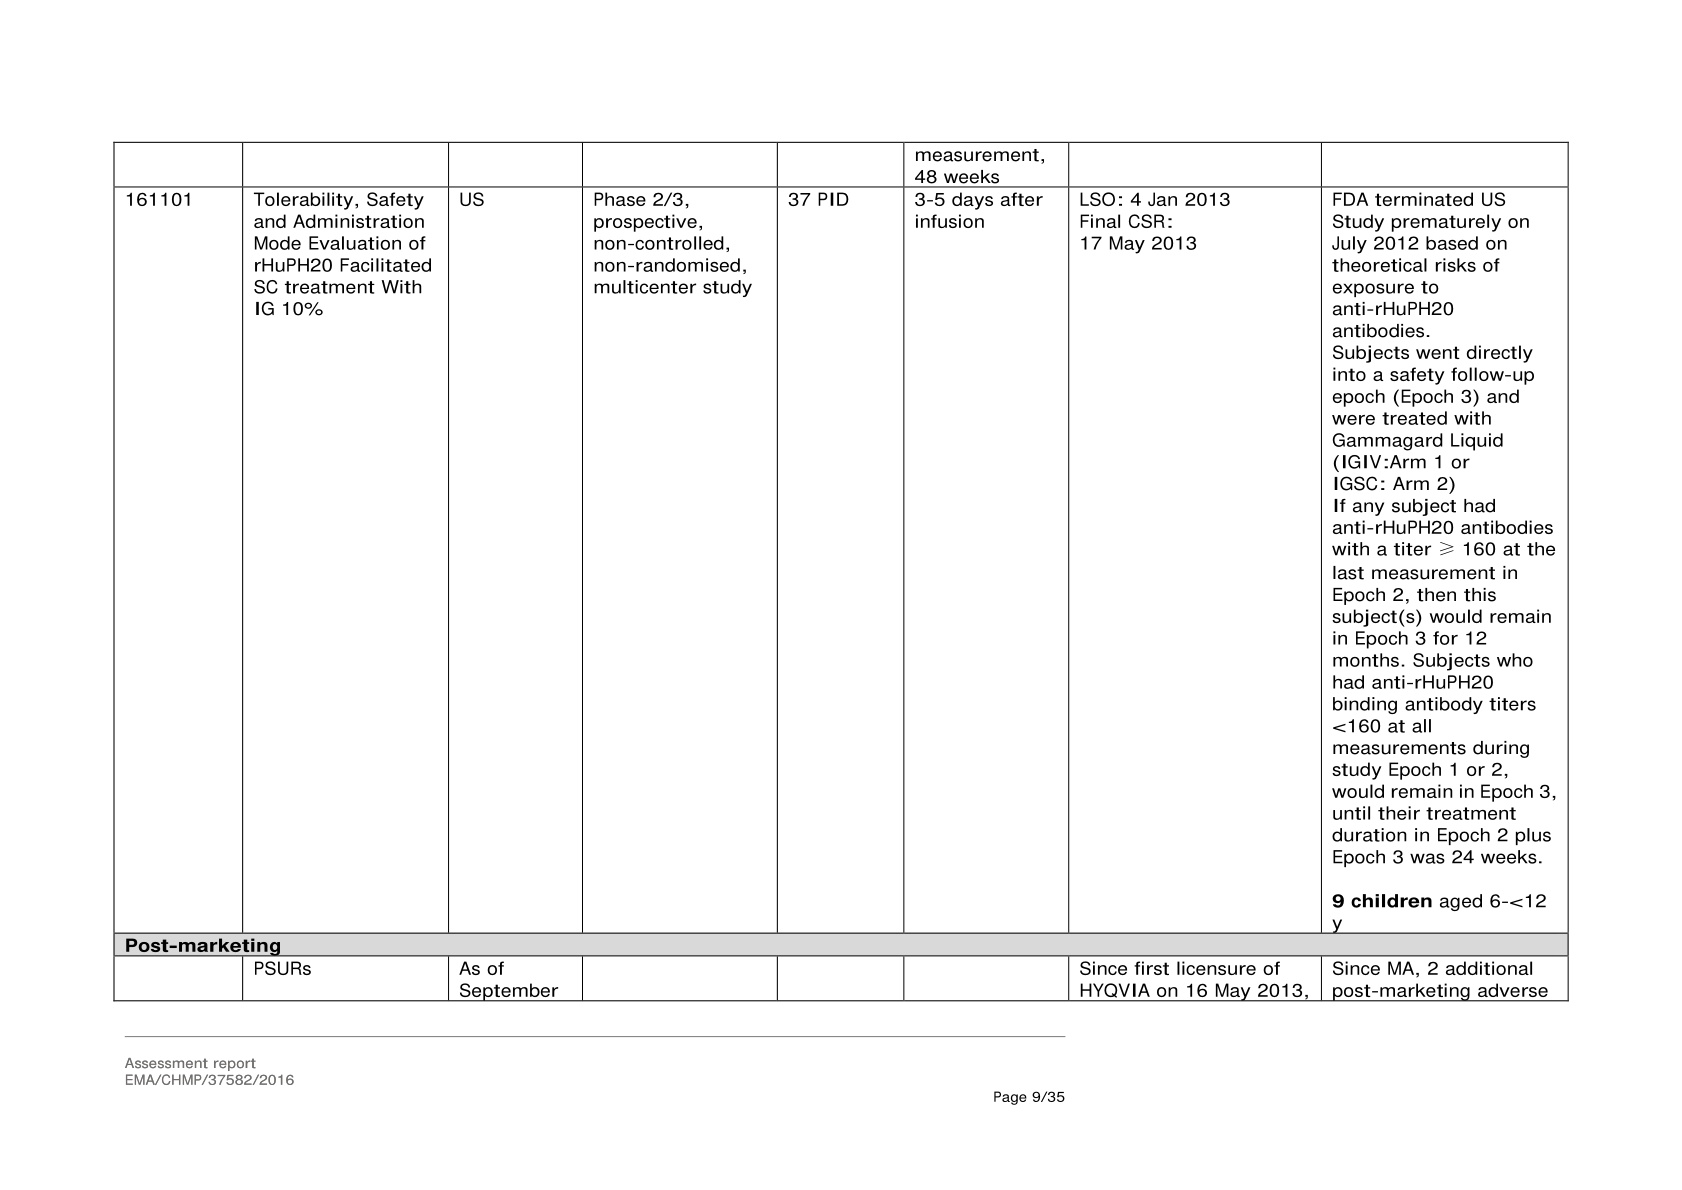 measurement,
48 weeks
161101
Tolerability, Safety
and Administration
Mode Evaluation of
rHuPH20 Facilitated
SC treatment With
IG 10%
US
Phase 2/3,
prospective,
non-controlled,
non-randomised,
multicenter study
37 PID
3-5 days after
infusion
LSO: 4 Jan 2013
Final CSR:
17 May 2013
FDA terminated US
Study prematurely on
July 2012 based on
theoretical risks of
exposure to
anti-rHuPH20
antibodies.
Subjects went directly
into a safety follow-up
epoch (Epoch 3) and
were treated with
Gammagard Liquid
(IGIV:Arm 1 or
IGSC: Arm 2)
If any subject had
anti-rHuPH20 antibodies
with a titer ⩾ 160 at the
last measurement in
Epoch 2, then this
subject(s) would remain
in Epoch 3 for 12
months. Subjects who
had anti-rHuPH20
binding antibody titers
<160 at all
measurements during
study Epoch 1 or 2,
would remain in Epoch 3,
until their treatment
duration in Epoch 2 plus
Epoch 3 was 24 weeks.
9 children aged 6-<12
y
Post-marketing
PSURs
As of
September
Since first licensure of
HYQVIA on 16 May 2013,
Since MA, 2 additional
post-marketing adverse
Assessment report
EMA/CHMP/37582/2016
Page 9/35